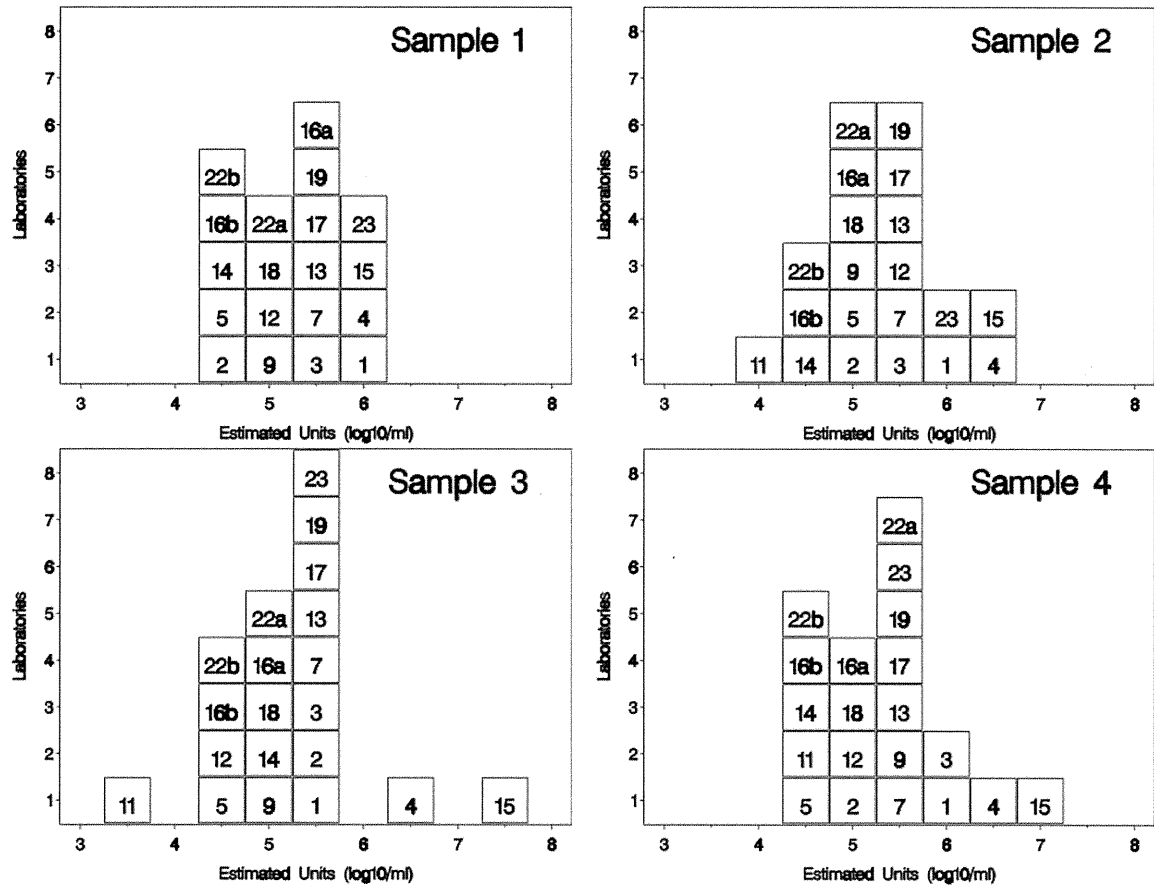 Sample 1
8
7
6
5
4
3
2
1
Laboratories
16a
22b 19
16b 22a 17 23
14 18 13 15
5 12 7 4
2 9 3 1
3 4 5 6 7 8
Estimated Units (log10/ml)
Sample 2
8
7
6
5
4
3
2
1
Laboratories
22a 19
16a 17
18 13
22b 9 12
16b 5 7 23 15
11 14 2 3 1 4
3 4 5 6 7 8
Estimated Units (log10/ml)
Sample 3
8
7
6
5
4
3
2
1
Laboratories
23
19
17
22a 13
22b 16a 7
16b 18 3
12 14 2
11 5 9 1 4 15
3 4 5 6 7 8
Estimated Units (log10/ml)
Sample 4
8
7
6
5
4
3
2
1
Laboratories
22a
23
22b 19
16b 16a 17
14 18 13
11 12 9 3
5 2 7 1 4 15
3 4 5 6 7 8
Estimated Units (log10/ml)